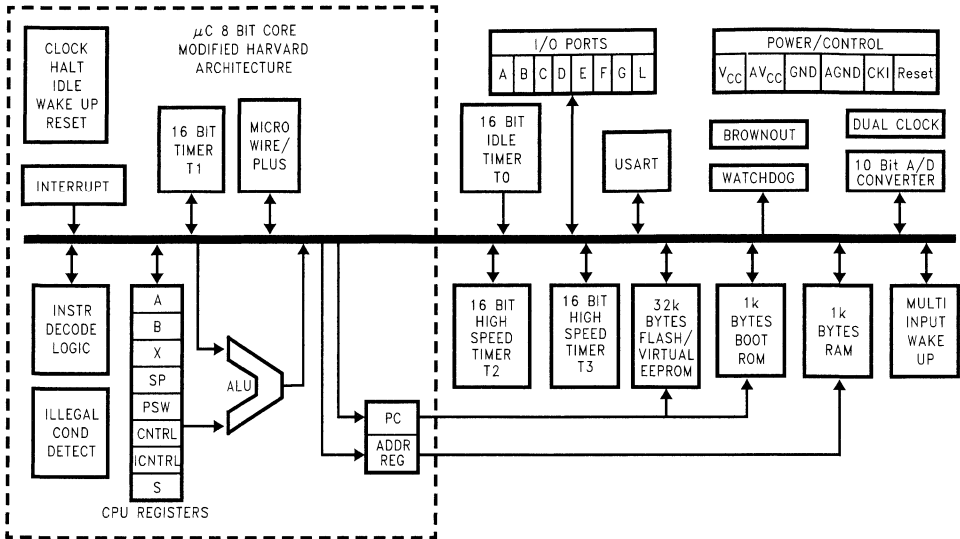 μC 8 BIT CORE
MODIFIED HARVARD
ARCHITECTURE
CLOCK
HALT
IDLE
WAKE UP
RESET
INTERRUPT
16 BIT
TIMER
T1
MICRO
WIRE/
PLUS
I/O PORTS
A B C D E F G L
16 BIT
IDLE
TIMER
T0
USART
POWER/CONTROL
VCC AVCC GND AGND CKI Reset
BROWNOUT
WATCHDOG
DUAL CLOCK
10 Bit A/D
CONVERTER
INSTR
DECODE
LOGIC
ILLEGAL
COND
DETECT
A
B
X
SP
PSW
CNTRL
ICNTRL
S
CPU REGISTERS
ALU
PC
ADDR
REG
16 BIT
HIGH
SPEED
TIMER
T2
16 BIT
HIGH
SPEED
TIMER
T3
32k
BYTES
FLASH/
VIRTUAL
EEPROM
1k
BYTES
BOOT
ROM
1k
BYTES
RAM
MULTI
INPUT
WAKE
UP